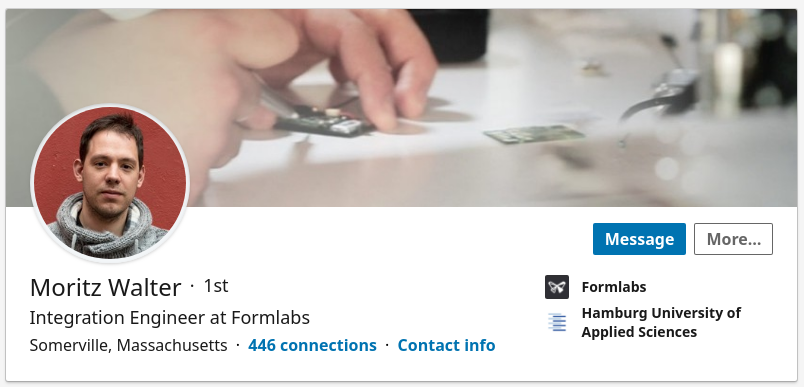 Message
More...
Moritz Walter · 1st
Integration Engineer at Formlabs
Somerville, Massachusetts · 446 connections · Contact info
Formlabs
Hamburg University of
Applied Sciences